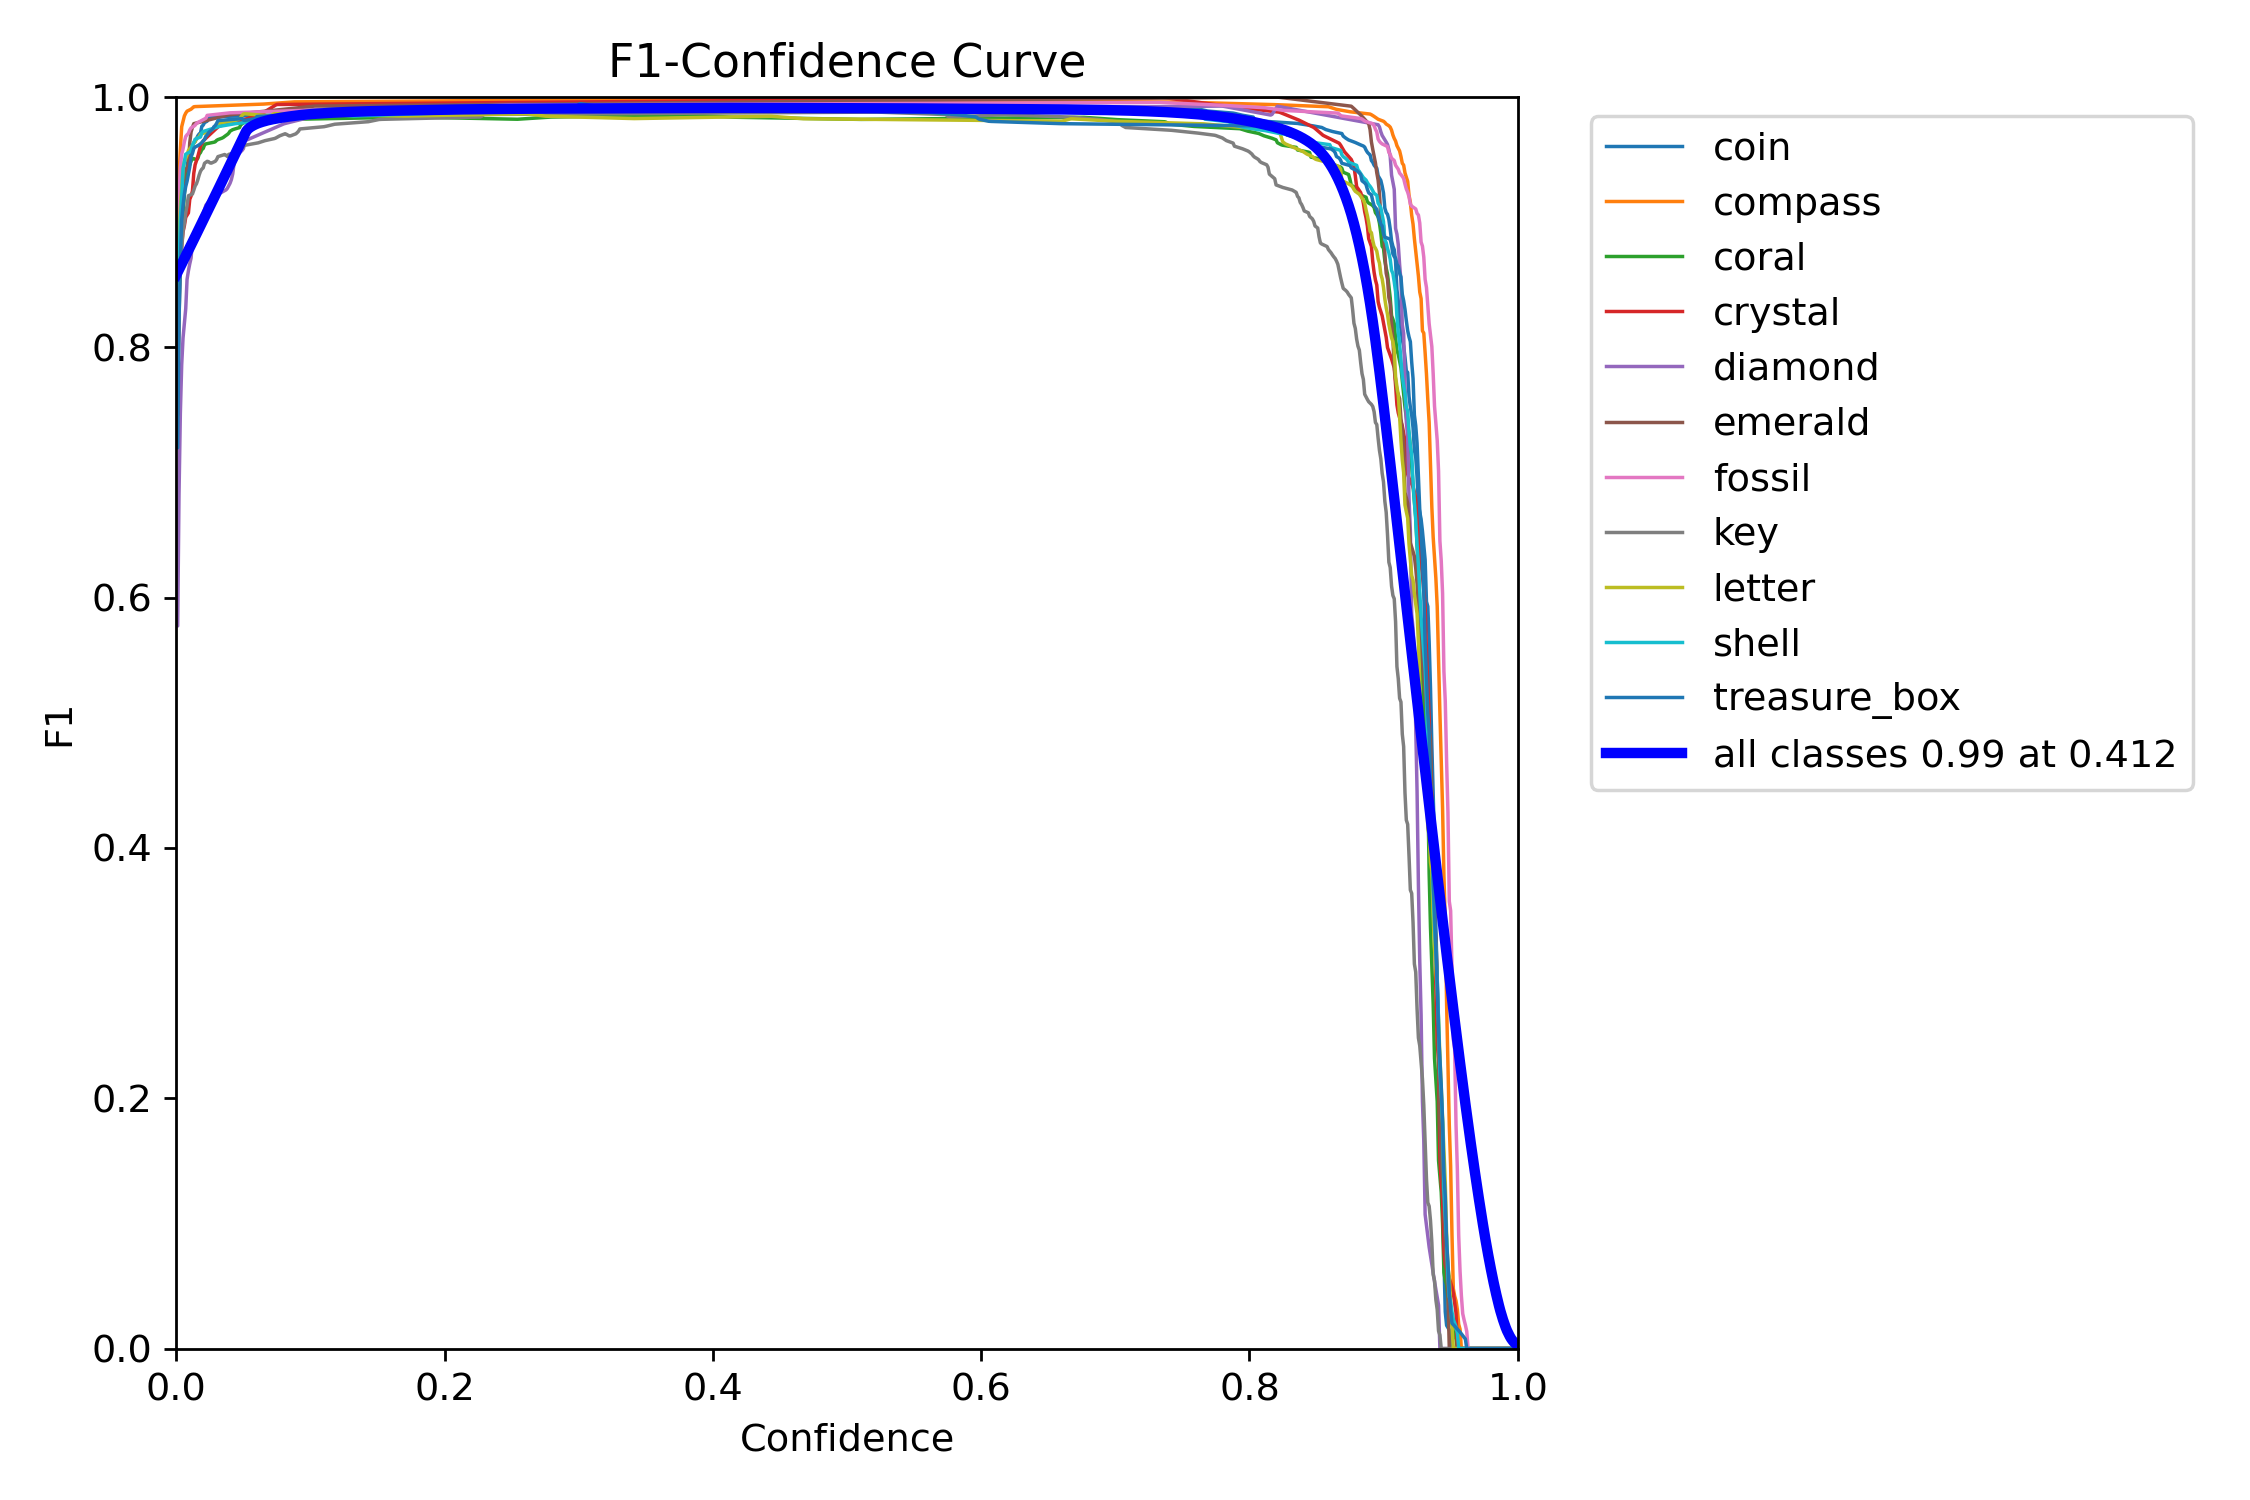 F1-Confidence Curve
1.0
0.8
0.6
0.4
0.2
0.0
F1
0.0 0.2 0.4 0.6 0.8 1.0
Confidence
coin
compass
coral
crystal
diamond
emerald
fossil
key
letter
shell
treasure_box
all classes 0.99 at 0.412